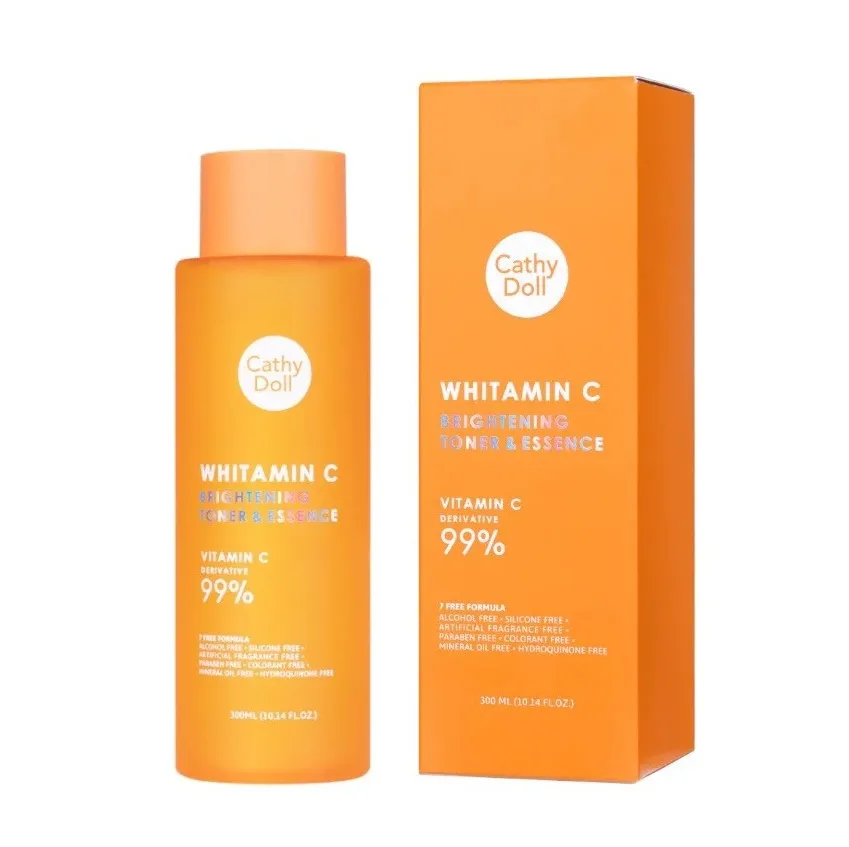 Cathy
Doll
WHITAMIN C
BRIGHTENING
TONER & ESSENCE
VITAMIN C
DERIVATIVE
99%
7 FREE FORMULA
ALCOHOL FREE • SILICONE FREE •
ARTIFICIAL FRAGRANCE FREE •
PARABEN FREE • COLORANT FREE •
MINERAL OIL FREE • HYDROQUINONE FREE
300ML (10.14 FL.OZ.)
Cathy
Doll
WHITAMIN C
BRIGHTENING
TONER & ESSENCE
VITAMIN C
DERIVATIVE
99%
7 FREE FORMULA
ALCOHOL FREE • SILICONE FREE •
ARTIFICIAL FRAGRANCE FREE •
PARABEN FREE • COLORANT FREE •
MINERAL OIL FREE • HYDROQUINONE FREE
300 ML (10.14 FL.OZ.)